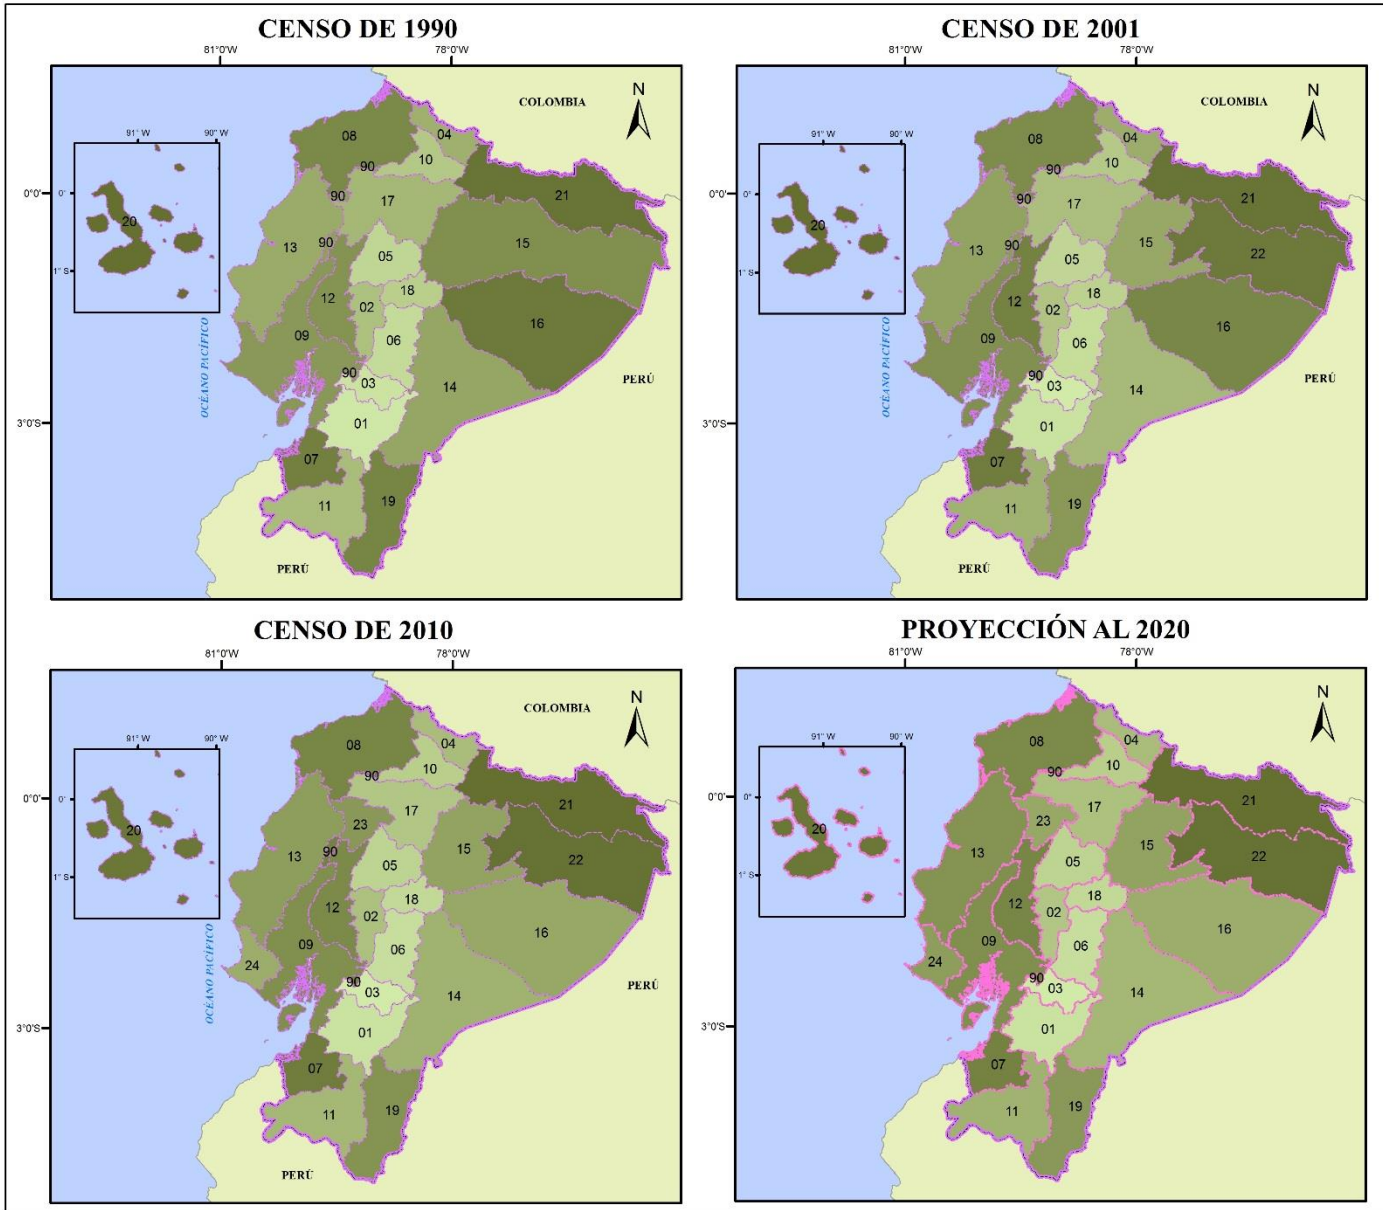 CENSO DE 1990
81°0'W
78°0'W
COLOMBIA
N
91° W
90° W
0°
20
1° S
0°0'
08
04
90
10
21
90
17
13
90
15
05
12
18
02
16
09
06
OCÉANO PACÍFICO
PERÚ
90
03
14
3°0'S
01
07
19
11
PERÚ
CENSO DE 2001
81°0'W
78°0'W
COLOMBIA
N
91° W
90° W
0°
20
1° S
08
04
90
10
21
90
17
13
90
15
22
05
12
18
02
16
09
06
OCÉANO PACÍFICO
PERÚ
90
03
14
3°0'S
01
07
19
11
PERÚ
CENSO DE 2010
81°0'W
78°0'W
COLOMBIA
N
91° W
90° W
0°
20
1° S
0°0'
08
04
90
10
21
17
23
13
90
15
22
05
12
18
02
16
09
06
24
OCÉANO PACÍFICO
PERÚ
90
03
14
3°0'S
01
07
19
11
PERÚ
PROYECCIÓN AL 2020
81°0'W
78°0'W
N
91° W
90° W
0°
20
1° S
0°0'
08
04
90
10
21
17
23
13
15
22
05
12
18
02
16
09
06
24
90
03
14
3°0'S
01
07
19
11